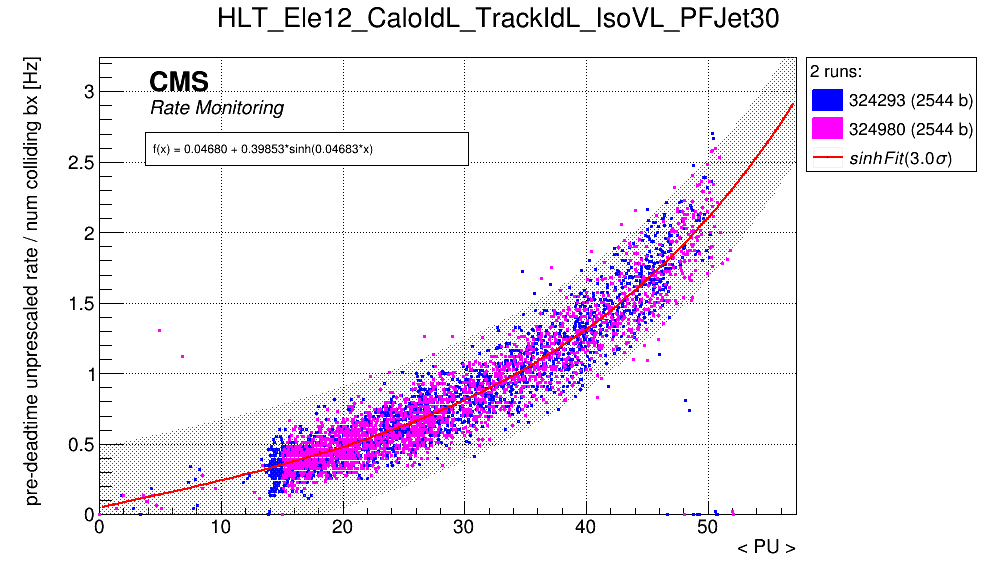 HLT_Ele12_CaloIdL_TrackIdL_IsoVL_PFJet30
pre-deadtime unprescaled rate / num colliding bx [Hz]
CMS
Rate Monitoring
f(x) = 0.04680 + 0.39853*sinh(0.04683*x)
3
2.5
2
1.5
1
0.5
0
0 10 20 30 40 50
< PU >
2 runs:
324293 (2544 b)
324980 (2544 b)
sinhFit(3.0σ)